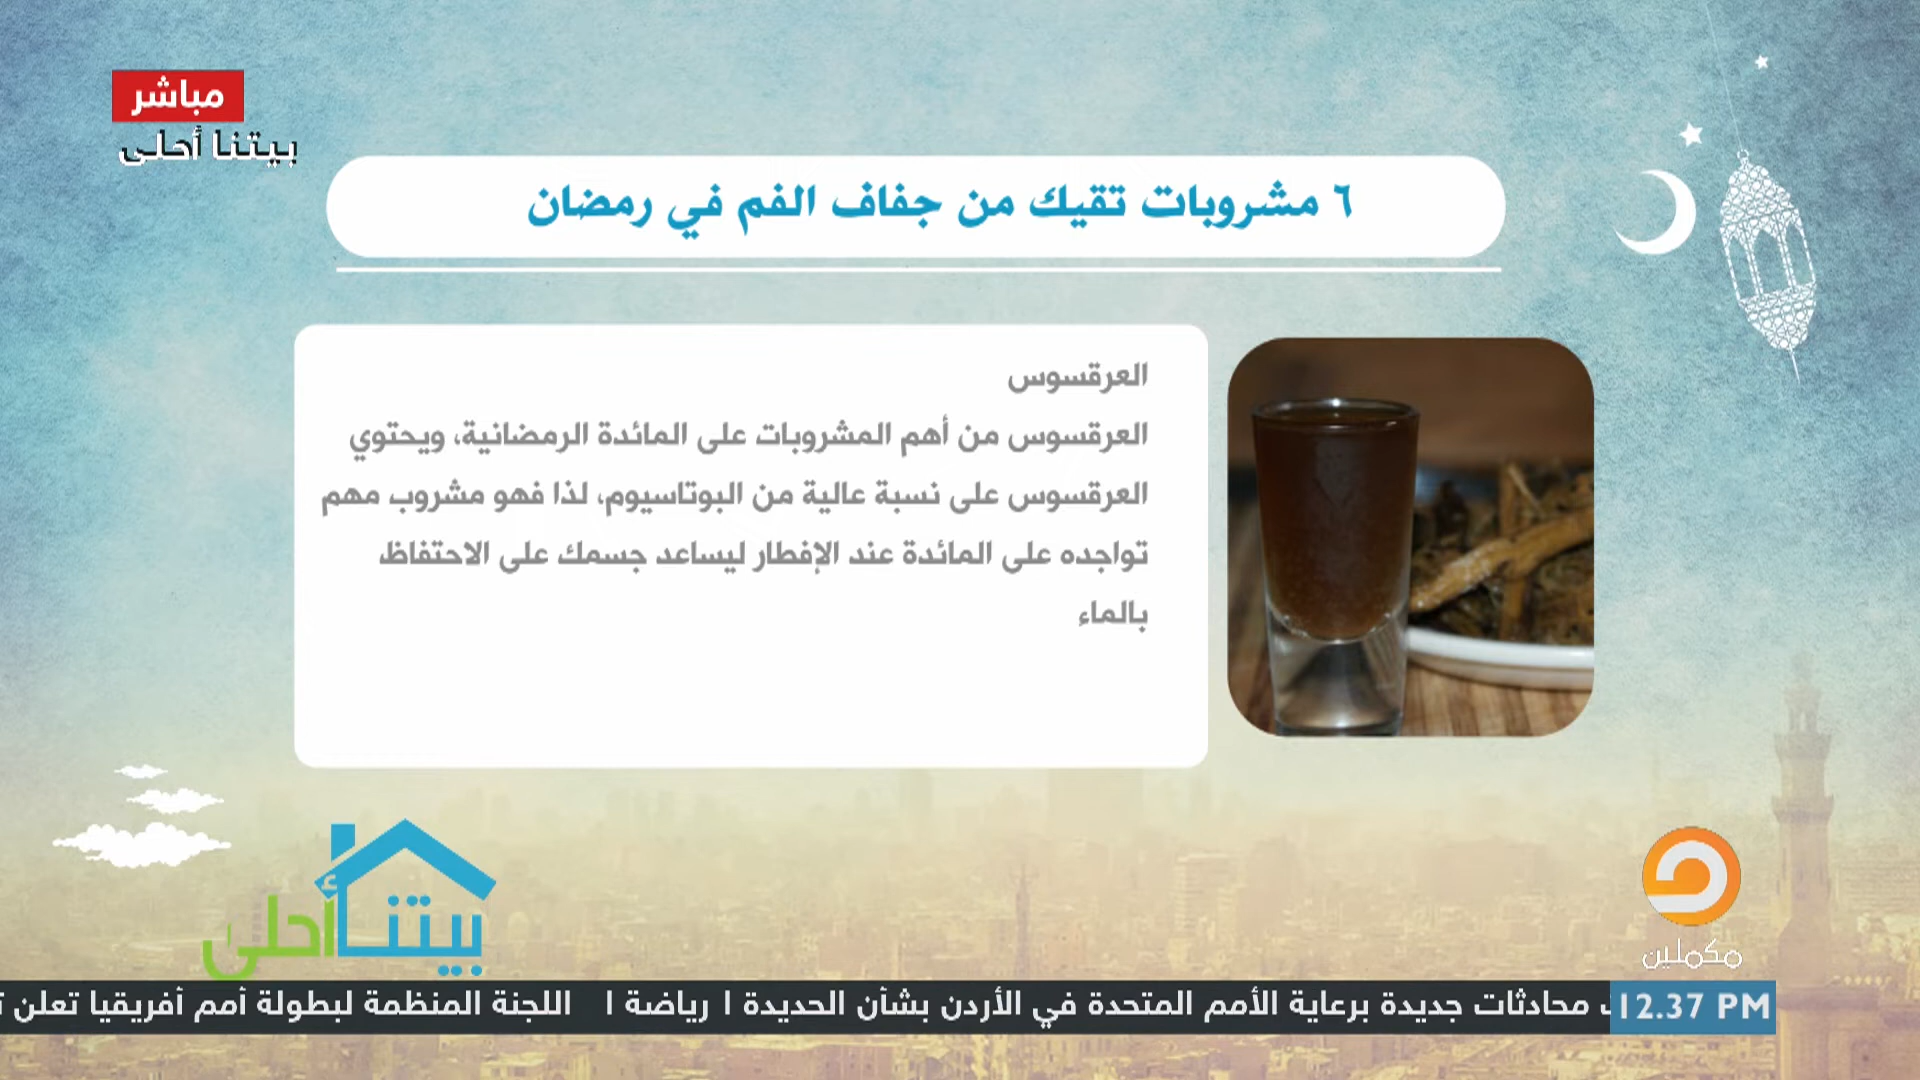 مباشر
بيتنا أحلى
٦ مشروبات تقيك من جفاف الفم في رمضان
العرقسوس
العرقسوس من أهم المشروبات على المائدة الرمضانية، ويحتوي
العرقسوس على نسبة عالية من البوتاسيوم، لذا فهو مشروب مهم
تواجده على المائدة عند الإفطار ليساعد جسمك على الاحتفاظ
بالماء
بيتنا أحلى
مكملين
محادثات جديدة برعاية الأمم المتحدة في الأردن بشأن الحديدة | رياضة | اللجنة المنظمة لبطولة أمم أفريقيا تعلن
12.37 PM